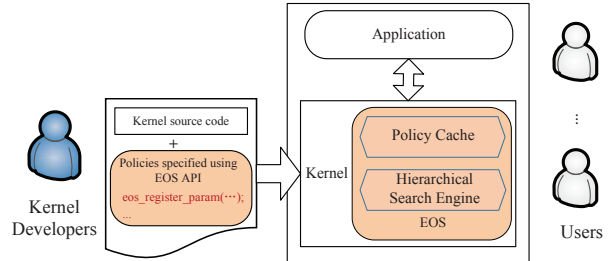 Application
Kernel source code
+
Policies specified using
EOS API
eos_register_param(⋯);
...
Kernel
Policy Cache
Hierarchical
Search Engine
EOS
Kernel
Developers
...
Users